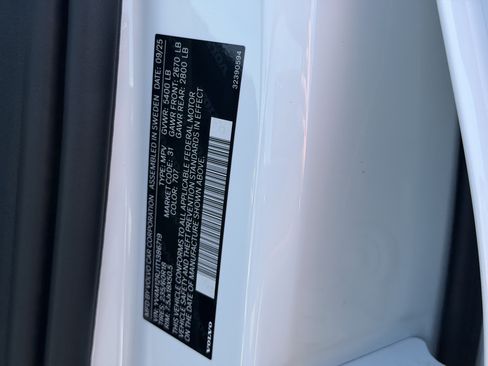 MFD BY VOLVO CAR CORPORATION ASSEMBLED IN SWEDEN DATE: 09/25
GVWR: 5400 LB
TYPE: MPV GAWR FRONT: 2670 LB
MARKET CODE: 31 GAWR REAR: 2800 LB
COLOR: 707
THIS VEHICLE CONFORMS TO ALL APPLICABLE FEDERAL MOTOR
VEHICLE SAFETY AND THEFT PREVENTION STANDARDS IN EFFECT
ON THE DATE OF MANUFACTURE SHOWN ABOVE.
VOLVO
32390594